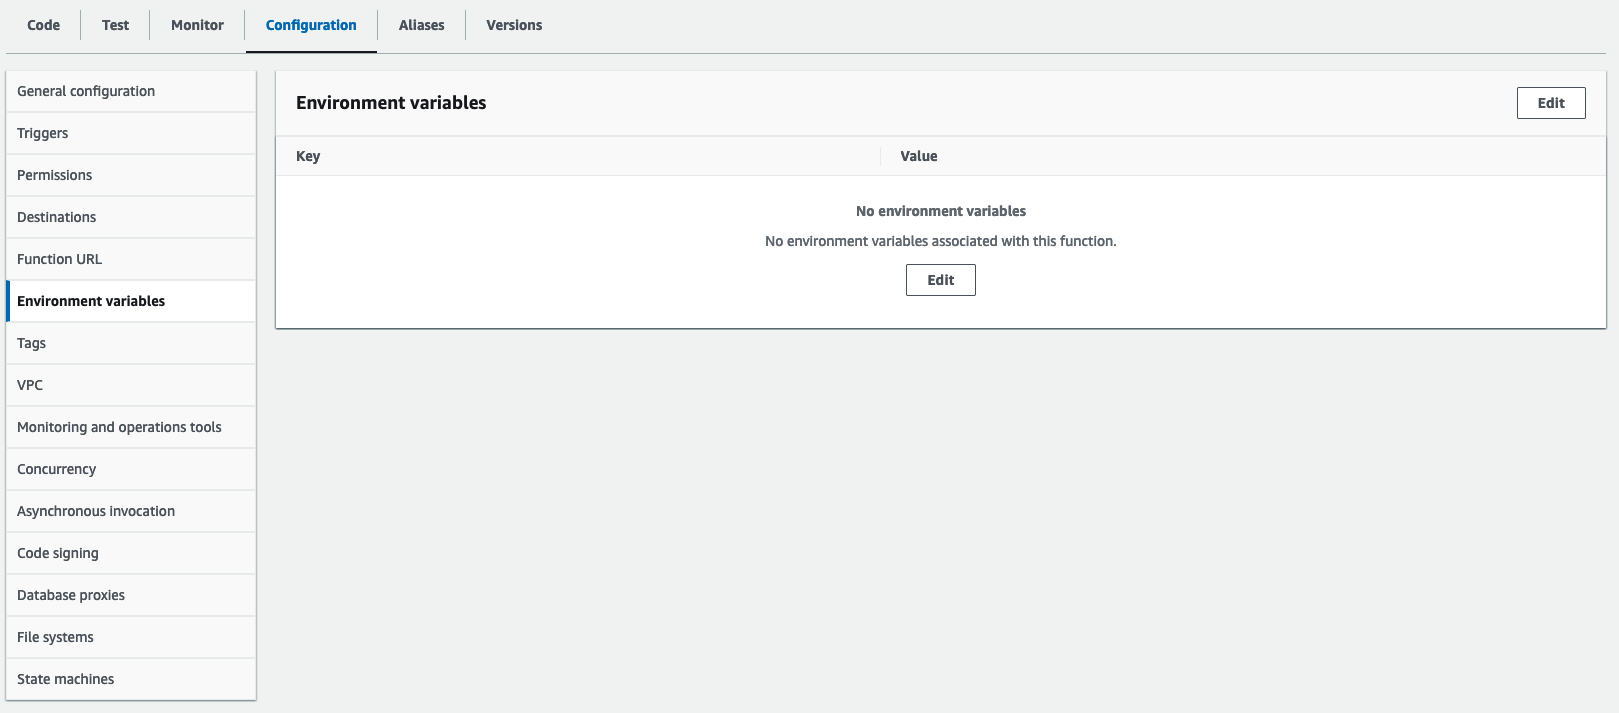 Code Test Monitor Configuration Aliases Versions
General configuration
Triggers
Permissions
Destinations
Function URL
Environment variables
Tags
VPC
Monitoring and operations tools
Concurrency
Asynchronous invocation
Code signing
Database proxies
File systems
State machines
Environment variables Edit
Key Value
No environment variables
No environment variables associated with this function.
Edit